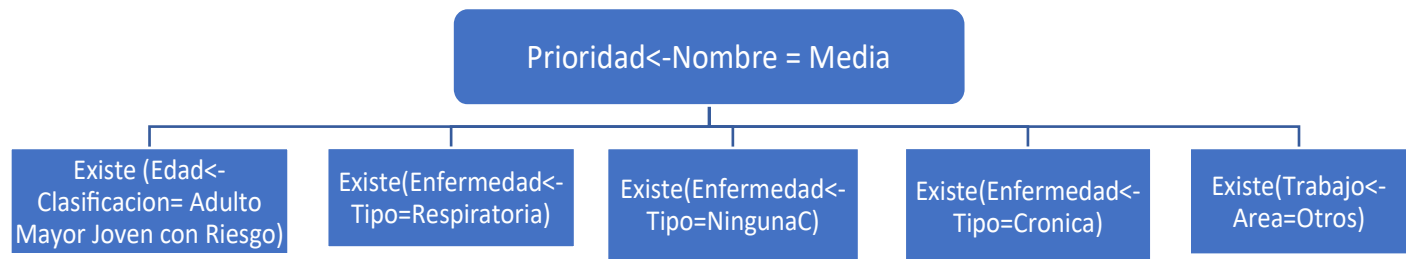 Prioridad<-Nombre = Media
Existe (Edad<-
Clasificacion= Adulto
Mayor Joven con Riesgo)
Existe(Enfermedad<-
Tipo=Respiratoria)
Existe(Enfermedad<-
Tipo=NingunaC)
Existe(Enfermedad<-
Tipo=Cronica)
Existe(Trabajo<-
Area=Otros)